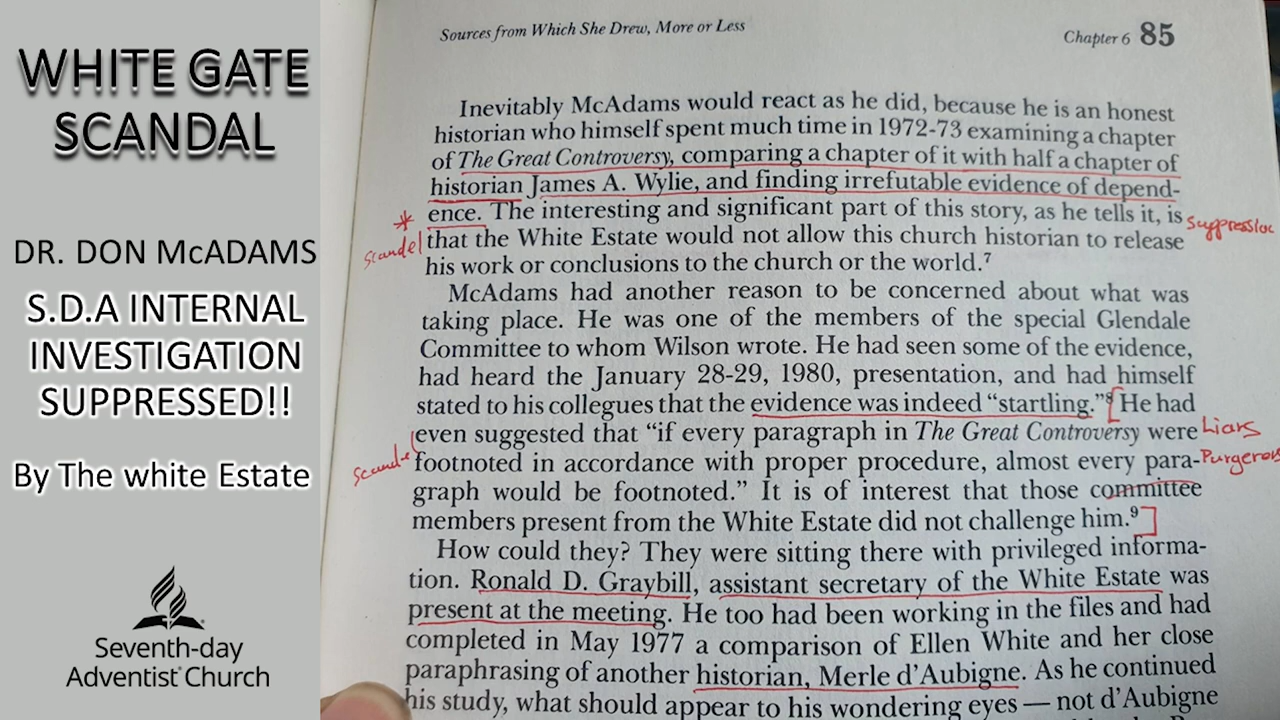 WHITE GATE
SCANDAL
DR. DON McADAMS
S.D.A INTERNAL
INVESTIGATION
SUPPRESSED!!
By The white Estate
Seventh-day
Adventist® Church
Sources from Which She Drew, More or Less
Chapter 6 85
Inevitably McAdams would react as he did, because he is an honest
historian who himself spent much time in 1972-73 examining a chapter
of The Great Controversy, comparing a chapter of it with half a chapter of
historian James A. Wylie, and finding irrefutable evidence of depend-
* ence. The interesting and significant part of this story, as he tells it, is
suppression
scandel
that the White Estate would not allow this church historian to release
his work or conclusions to the church or the world.7
McAdams had another reason to be concerned about what was
taking place. He was one of the members of the special Glendale
Committee to whom Wilson wrote. He had seen some of the evidence,
had heard the January 28-29, 1980, presentation, and had himself
stated to his collegues that the evidence was indeed “startling.”8 [He had
even suggested that “if every paragraph in The Great Controversy were
Liars
scandel
footnoted in accordance with proper procedure, almost every para-
Purgerors
graph would be footnoted.” It is of interest that those committee
members present from the White Estate did not challenge him.9]
How could they? They were sitting there with privileged informa-
tion. Ronald D. Graybill, assistant secretary of the White Estate was
present at the meeting. He too had been working in the files and had
completed in May 1977 a comparison of Ellen White and her close
paraphrasing of another historian, Merle d’Aubigne. As he continued
his study, what should appear to his wondering eyes — not d’Aubigne